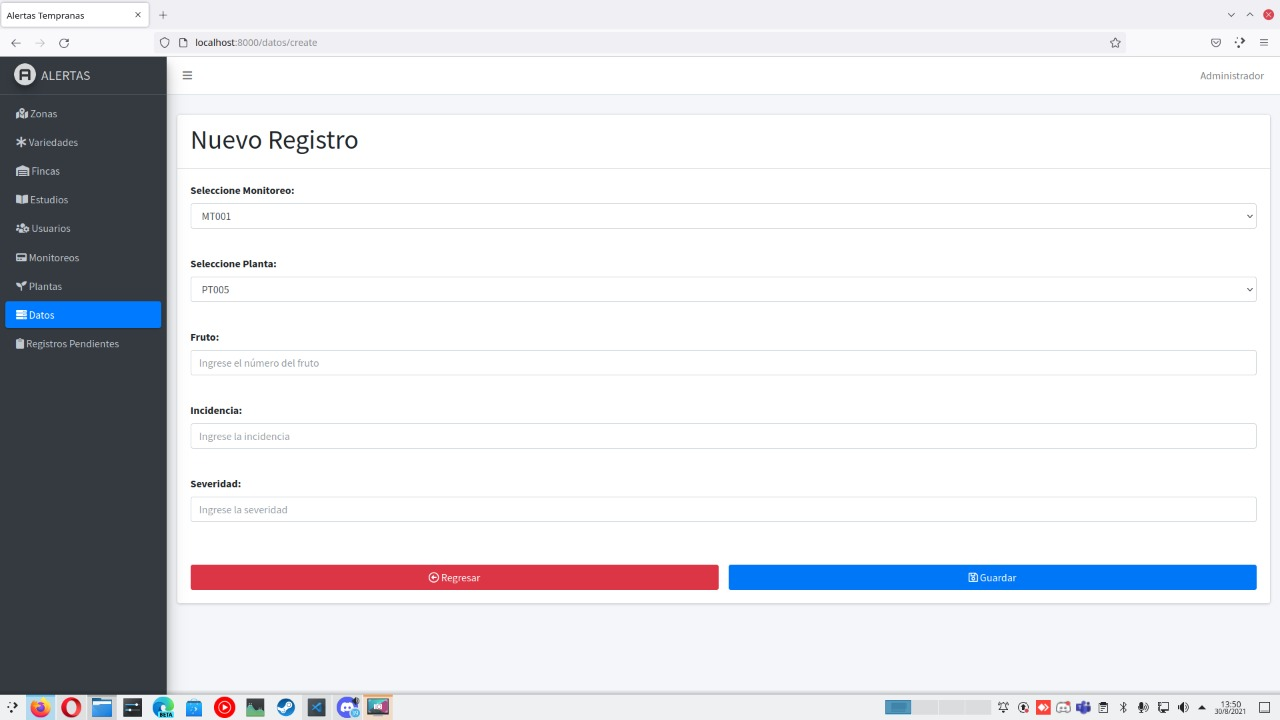 Alertas Tempranas
localhost:8000/datos/create
A ALERTAS
Administrador
Zonas
Variedades
Fincas
Estudios
Usuarios
Monitoreos
Plantas
Datos
Registros Pendientes
Nuevo Registro
Seleccione Monitoreo:
MT001
Seleccione Planta:
PT005
Fruto:
Ingrese el número del fruto
Incidencia:
Ingrese la incidencia
Severidad:
Ingrese la severidad
Regresar
Guardar
BETA
13:50
30/8/2021